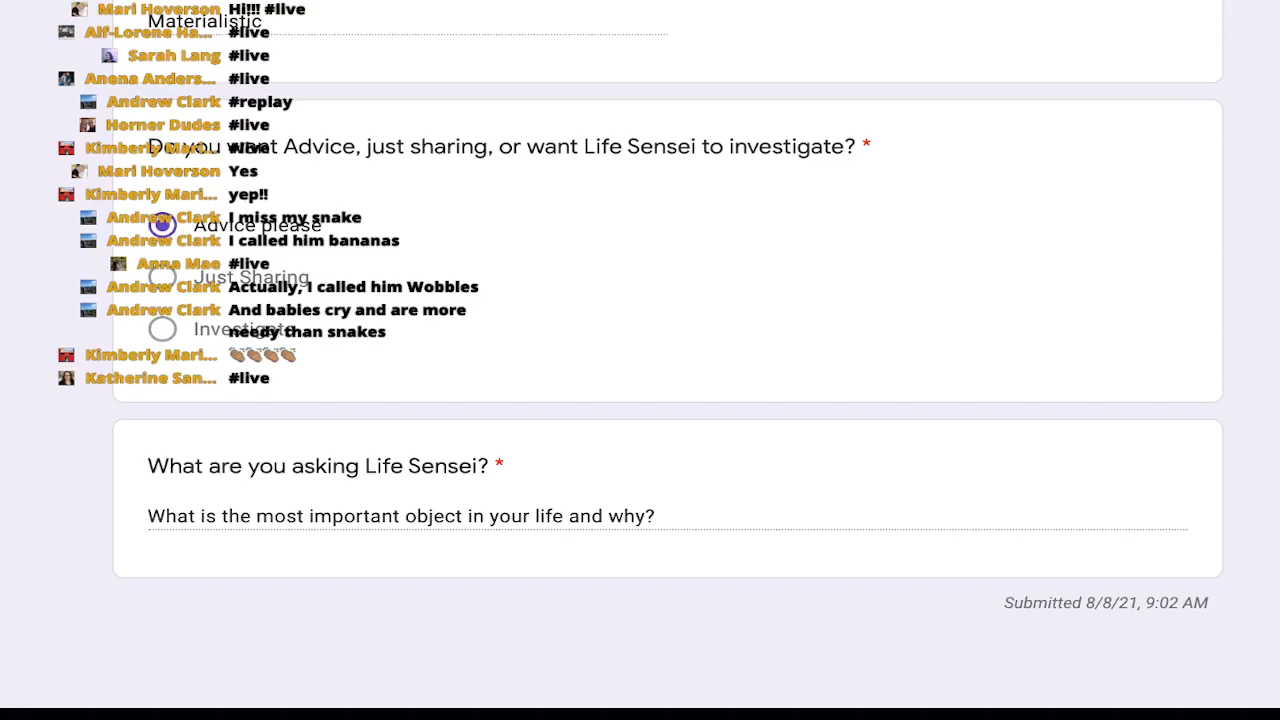 Mari Hoverson Hi!!! #live
Materialistic
Alf-Lorene Ha... #live
Sarah Lang #live
Anena Anders... #live
Andrew Clark #replay
Horner Dudes #live
Do you want Advice, just sharing, or want Life Sensei to investigate? *
Kimberly Mari... #live
Mari Hoverson Yes
Kimberly Mari... yep!!
Andrew Clark I miss my snake
Advice please
Andrew Clark I called him bananas
Anna Mae #live
Just Sharing
Andrew Clark Actually, I called him Wobbles
Andrew Clark And babies cry and are more
needy than snakes
Investigate
Kimberly Mari... 👏🏽👏🏽👏🏽👏🏽
Katherine San... #live
What are you asking Life Sensei? *
What is the most important object in your life and why?
Submitted 8/8/21, 9:02 AM